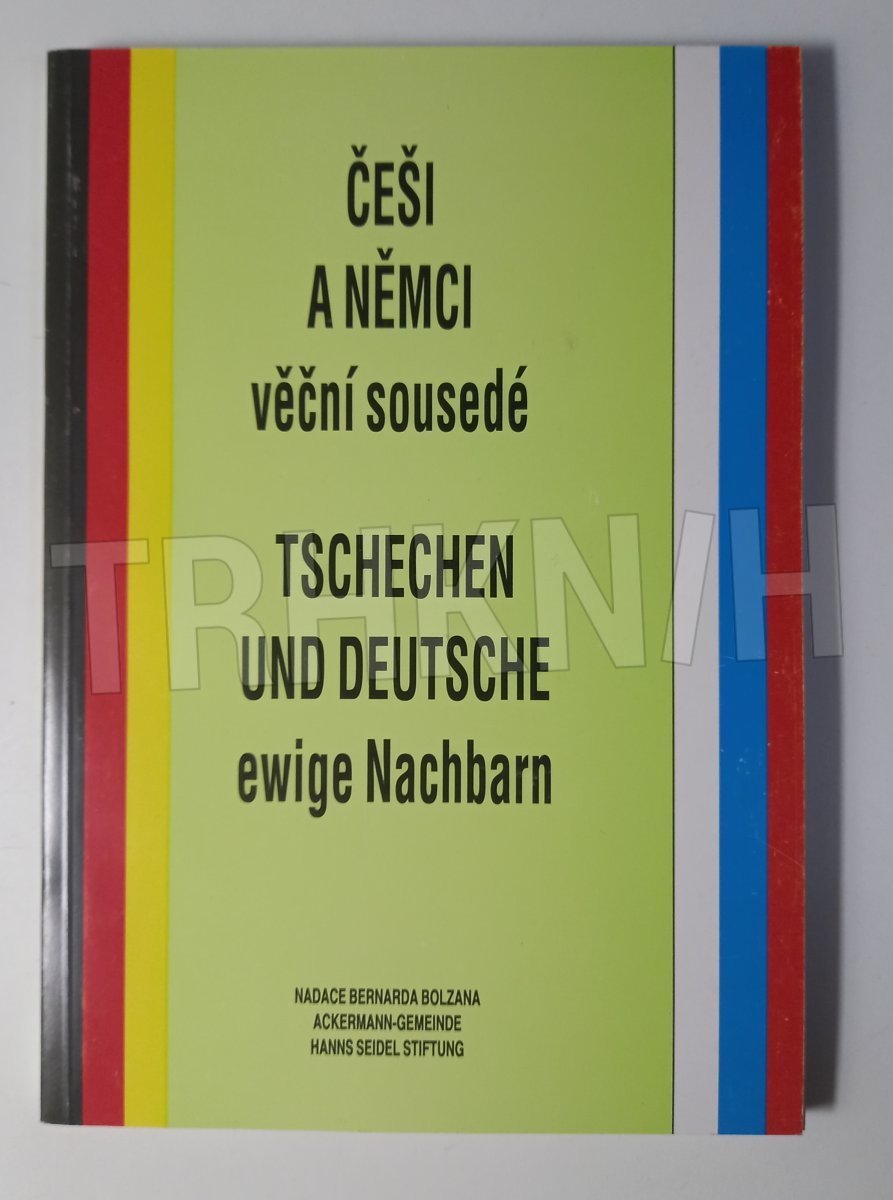 ČEŠI
A NĚMCI
věční sousedé
TSCHECHEN
UND DEUTSCHE
ewige Nachbarn
TRHKNIH
NADACE BERNARDA BOLZANA
ACKERMANN-GEMEINDE
HANNS SEIDEL STIFTUNG